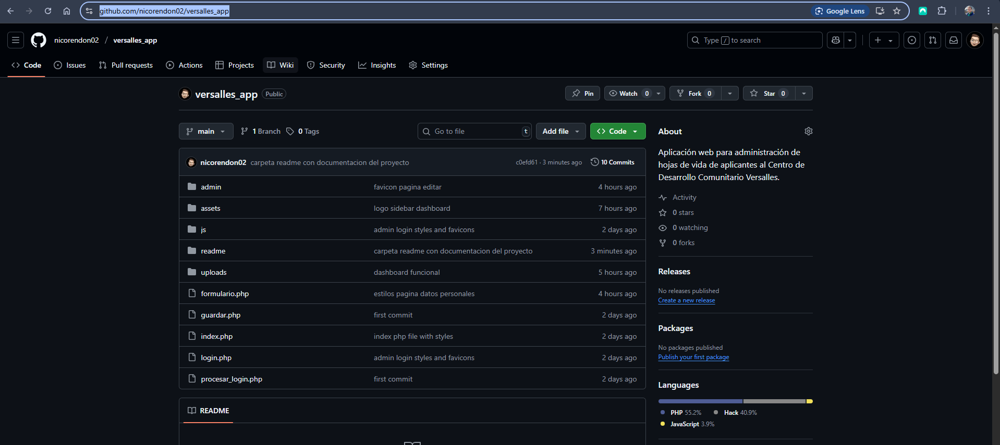 github.com/nicorendon02/versalles_app
Google Lens
nicorendon02 / versalles_app
Type / to search
Code Issues Pull requests Actions Projects Wiki Security Insights Settings
versalles_app Public
Pin Watch 0 Fork 0 Star 0
main 1 Branch 0 Tags
Go to file t Add file Code
nicorendon02 carpeta readme con documentacion del proyecto c0efd61 · 3 minutes ago 10 Commits
admin favicon pagina editar 4 hours ago
assets logo sidebar dashboard 7 hours ago
js admin login styles and favicons 2 days ago
readme carpeta readme con documentacion del proyecto 3 minutes ago
uploads dashboard funcional 5 hours ago
formulario.php estilos pagina datos personales 4 hours ago
guardar.php first commit 2 days ago
index.php index php file with styles 2 days ago
login.php admin login styles and favicons 2 days ago
procesar_login.php first commit 2 days ago
README
About
Aplicación web para administración de
hojas de vida de aplicantes al Centro de
Desarrollo Comunitario Versalles.
Activity
0 stars
0 watching
0 forks
Releases
No releases published
Create a new release
Packages
No packages published
Publish your first package
Languages
PHP 55.2% Hack 40.9%
JavaScript 3.9%